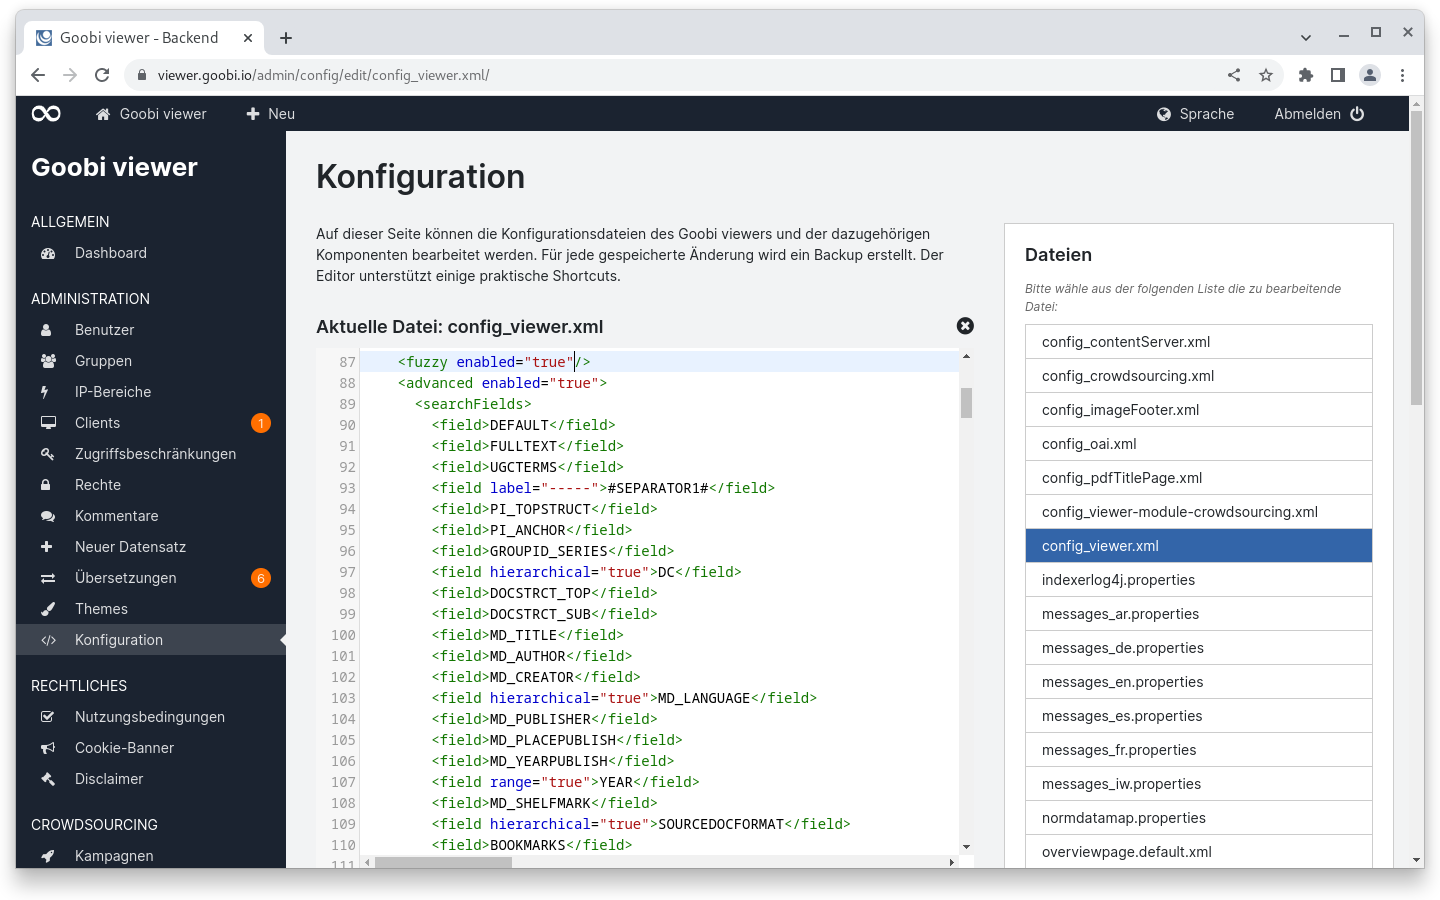 Goobi viewer - Backend
viewer.goobi.io/admin/config/edit/config_viewer.xml/
Goobi viewer
Neu
Sprache
Abmelden
Goobi viewer
ALLGEMEIN
Dashboard
ADMINISTRATION
Benutzer
Gruppen
IP-Bereiche
Clients 1
Zugriffsbeschränkungen
Rechte
Kommentare
Neuer Datensatz
Übersetzungen 6
Themes
Konfiguration
RECHTLICHES
Nutzungsbedingungen
Cookie-Banner
Disclaimer
CROWDSOURCING
Kampagnen
Konfiguration
Auf dieser Seite können die Konfigurationsdateien des Goobi viewers und der dazugehörigen
Komponenten bearbeitet werden. Für jede gespeicherte Änderung wird ein Backup erstellt. Der
Editor unterstützt einige praktische Shortcuts.
Aktuelle Datei: config_viewer.xml
87 <fuzzy enabled="true"/>
88 <advanced enabled="true">
89 <searchFields>
90 <field>DEFAULT</field>
91 <field>FULLTEXT</field>
92 <field>UGCTERMS</field>
93 <field label="-----">#SEPARATOR1#</field>
94 <field>PI_TOPSTRUCT</field>
95 <field>PI_ANCHOR</field>
96 <field>GROUPID_SERIES</field>
97 <field hierarchical="true">DC</field>
98 <field>DOCSTRCT_TOP</field>
99 <field>DOCSTRCT_SUB</field>
100 <field>MD_TITLE</field>
101 <field>MD_AUTHOR</field>
102 <field>MD_CREATOR</field>
103 <field hierarchical="true">MD_LANGUAGE</field>
104 <field>MD_PUBLISHER</field>
105 <field>MD_PLACEPUBLISH</field>
106 <field>MD_YEARPUBLISH</field>
107 <field range="true">YEAR</field>
108 <field>MD_SHELFMARK</field>
109 <field hierarchical="true">SOURCEDOCFORMAT</field>
110 <field>BOOKMARKS</field>
111
Dateien
Bitte wähle aus der folgenden Liste die zu bearbeitende
Datei:
config_contentServer.xml
config_crowdsourcing.xml
config_imageFooter.xml
config_oai.xml
config_pdfTitlePage.xml
config_viewer-module-crowdsourcing.xml
config_viewer.xml
indexerlog4j.properties
messages_ar.properties
messages_de.properties
messages_en.properties
messages_es.properties
messages_fr.properties
messages_iw.properties
normdatamap.properties
overviewpage.default.xml